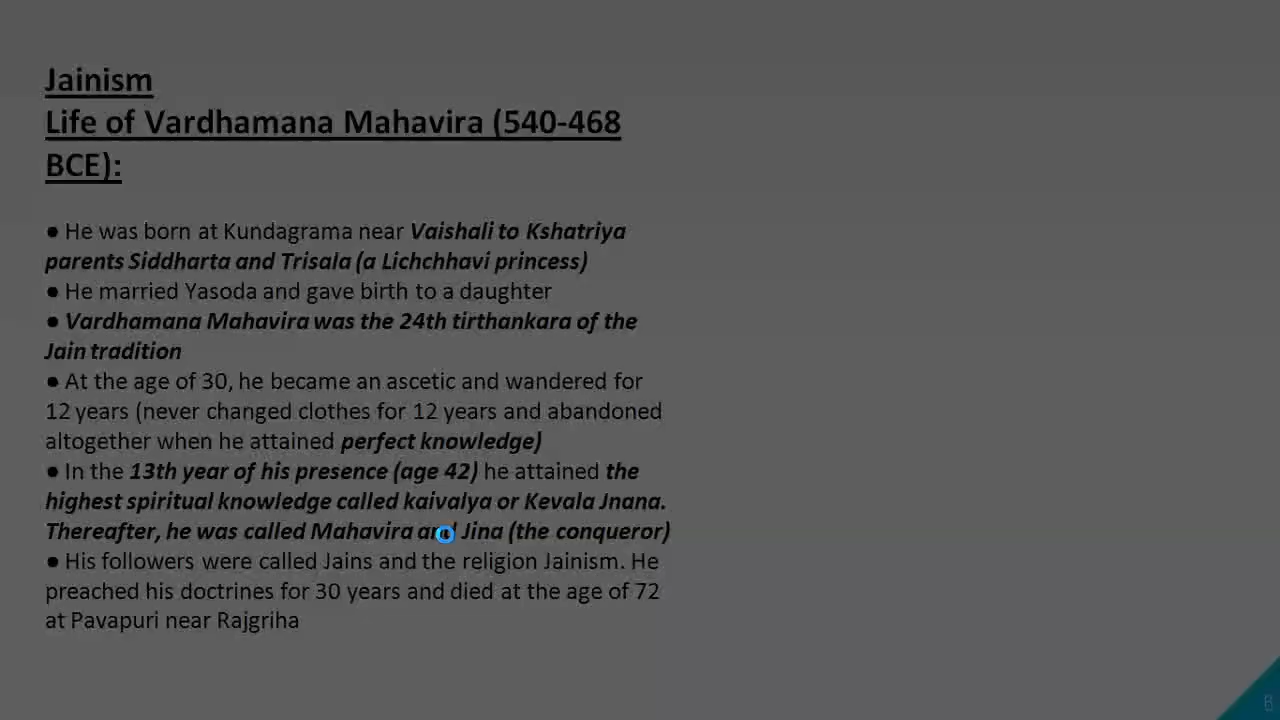 Jainism
Life of Vardhamana Mahavira (540-468
BCE):
● He was born at Kundagrama near Vaishali to Kshatriya
parents Siddharta and Trisala (a Lichchhavi princess)
● He married Yasoda and gave birth to a daughter
● Vardhamana Mahavira was the 24th tirthankara of the
Jain tradition
● At the age of 30, he became an ascetic and wandered for
12 years (never changed clothes for 12 years and abandoned
altogether when he attained perfect knowledge)
● In the 13th year of his presence (age 42) he attained the
highest spiritual knowledge called kaivalya or Kevala Jnana.
Thereafter, he was called Mahavira and Jina (the conqueror)
● His followers were called Jains and the religion Jainism. He
preached his doctrines for 30 years and died at the age of 72
at Pavapuri near Rajgriha